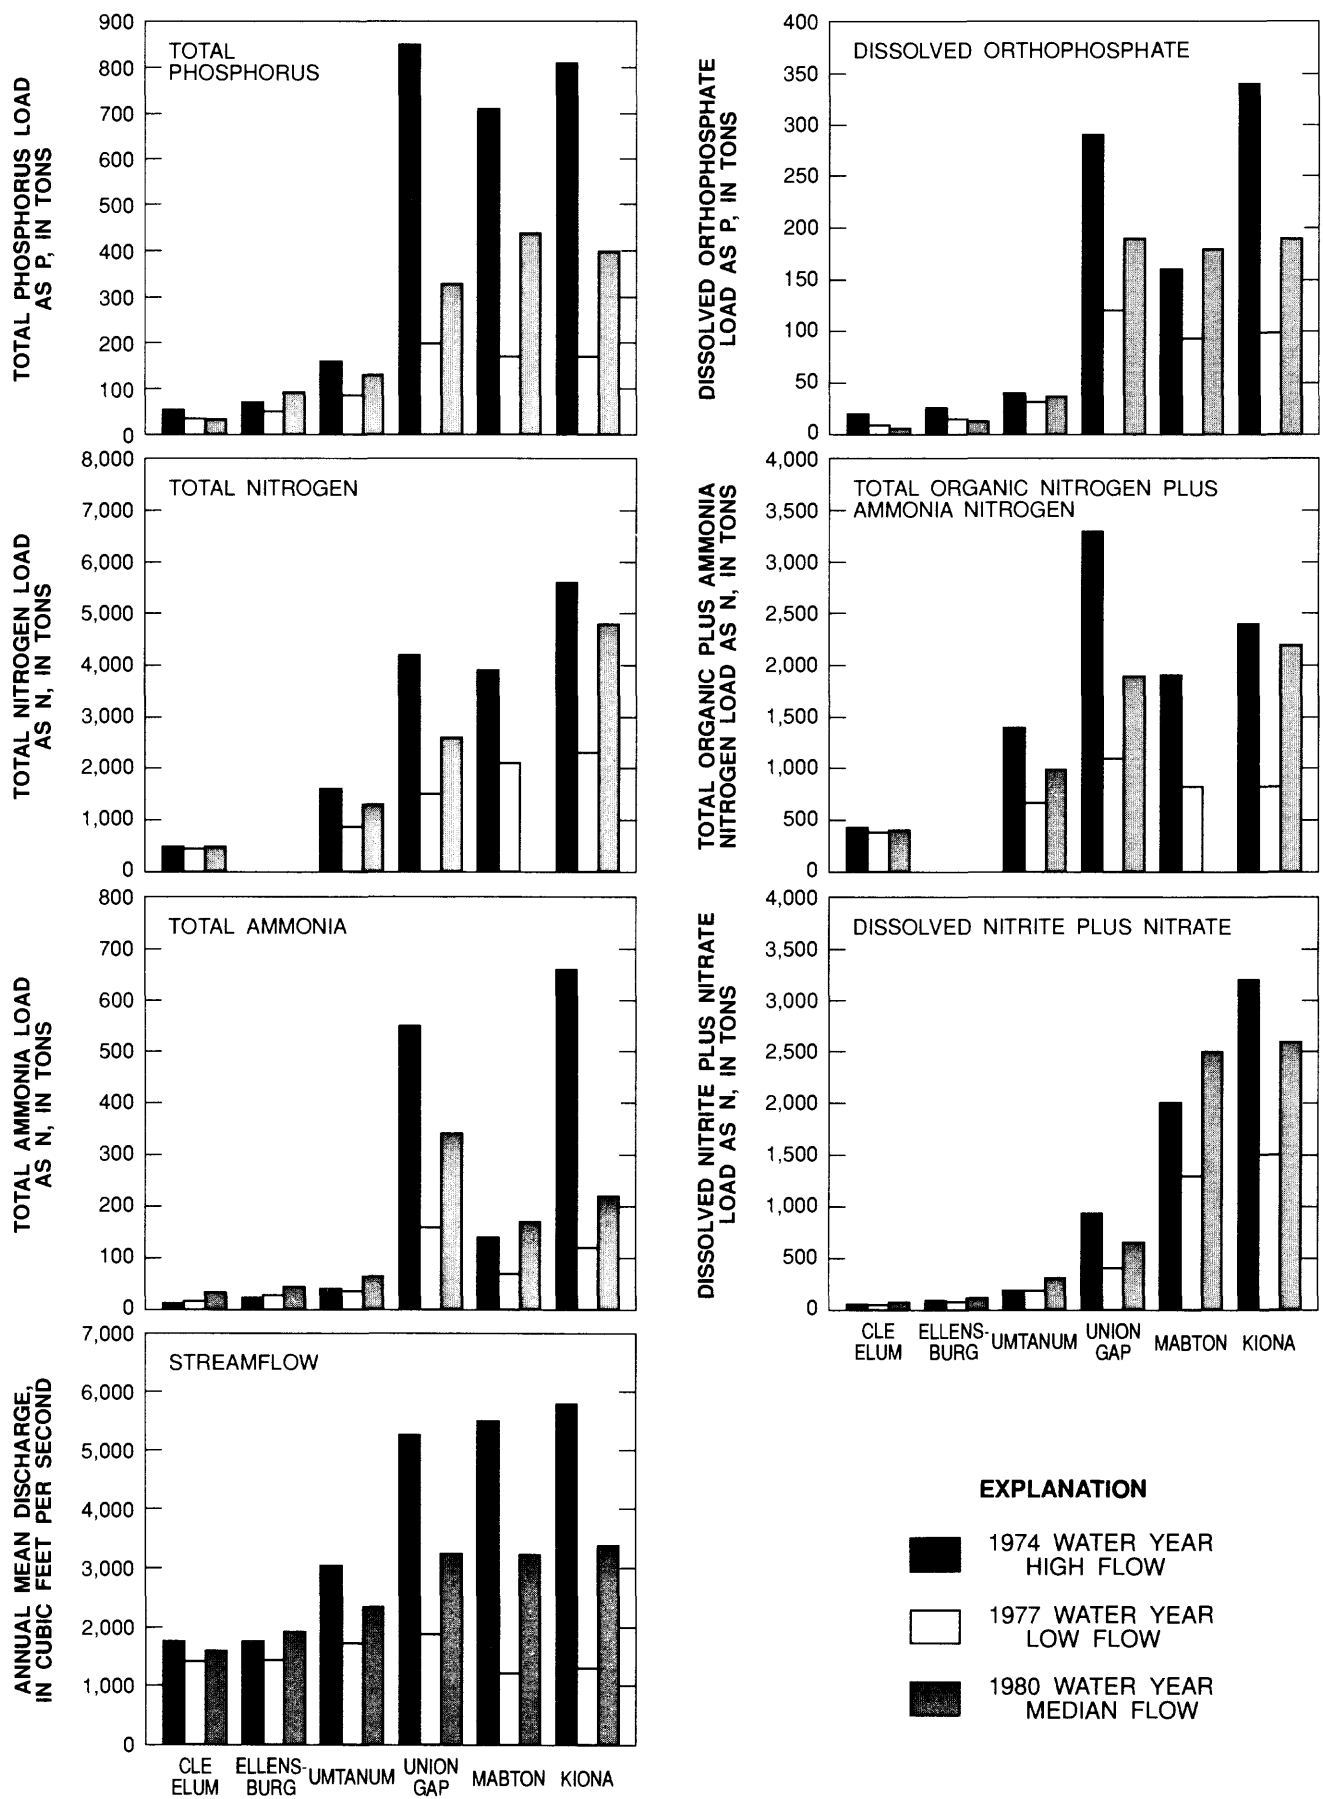 TOTAL PHOSPHORUS LOAD
AS P, IN TONS
900
800
700
600
500
400
300
200
100
0
TOTAL
PHOSPHORUS
DISSOLVED ORTHOPHOSPHATE
LOAD AS P, IN TONS
400
350
300
250
200
150
100
50
0
DISSOLVED ORTHOPHOSPHATE
TOTAL NITROGEN LOAD
AS N, IN TONS
8,000
7,000
6,000
5,000
4,000
3,000
2,000
1,000
0
TOTAL NITROGEN
TOTAL ORGANIC PLUS AMMONIA
NITROGEN LOAD AS N, IN TONS
4,000
3,500
3,000
2,500
2,000
1,500
1,000
500
0
TOTAL ORGANIC NITROGEN PLUS
AMMONIA NITROGEN
TOTAL AMMONIA LOAD
AS N, IN TONS
800
700
600
500
400
300
200
100
0
TOTAL AMMONIA
DISSOLVED NITRITE PLUS NITRATE
LOAD AS N, IN TONS
4,000
3,500
3,000
2,500
2,000
1,500
1,000
500
0
DISSOLVED NITRITE PLUS NITRATE
CLE
ELUM
ELLENS-
BURG
UMTANUM
UNION
GAP
MABTON
KIONA
ANNUAL MEAN DISCHARGE,
IN CUBIC FEET PER SECOND
7,000
6,000
5,000
4,000
3,000
2,000
1,000
0
STREAMFLOW
CLE
ELUM
ELLENS-
BURG
UMTANUM
UNION
GAP
MABTON
KIONA
EXPLANATION
1974 WATER YEAR
HIGH FLOW
1977 WATER YEAR
LOW FLOW
1980 WATER YEAR
MEDIAN FLOW